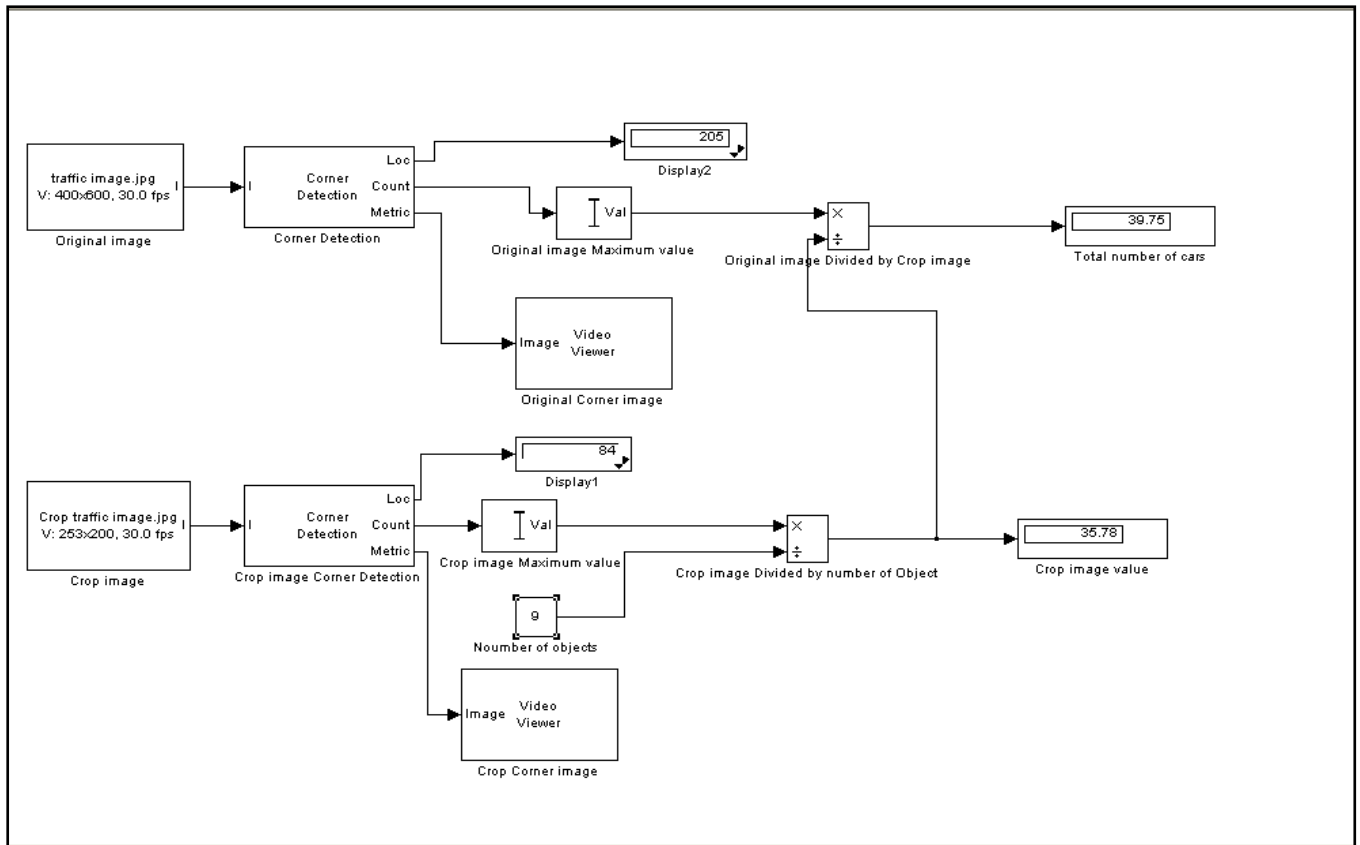 traffic image.jpg
V: 400x600, 30.0 fps
I
Original image
I
Corner
Detection
Loc
Count
Metric
Corner Detection
205
Display2
Val
Original image Maximum value
×
÷
Original image Divided by Crop image
39.75
Total number of cars
Image
Video
Viewer
Original Corner image
84
Display1
Crop traffic image.jpg
V: 253x200, 30.0 fps
I
Crop image
I
Corner
Detection
Loc
Count
Metric
Crop image Corner Detection
Val
Crop image Maximum value
×
÷
Crop image Divided by number of Object
35.78
Crop image value
9
Noumber of objects
Image
Video
Viewer
Crop Corner image